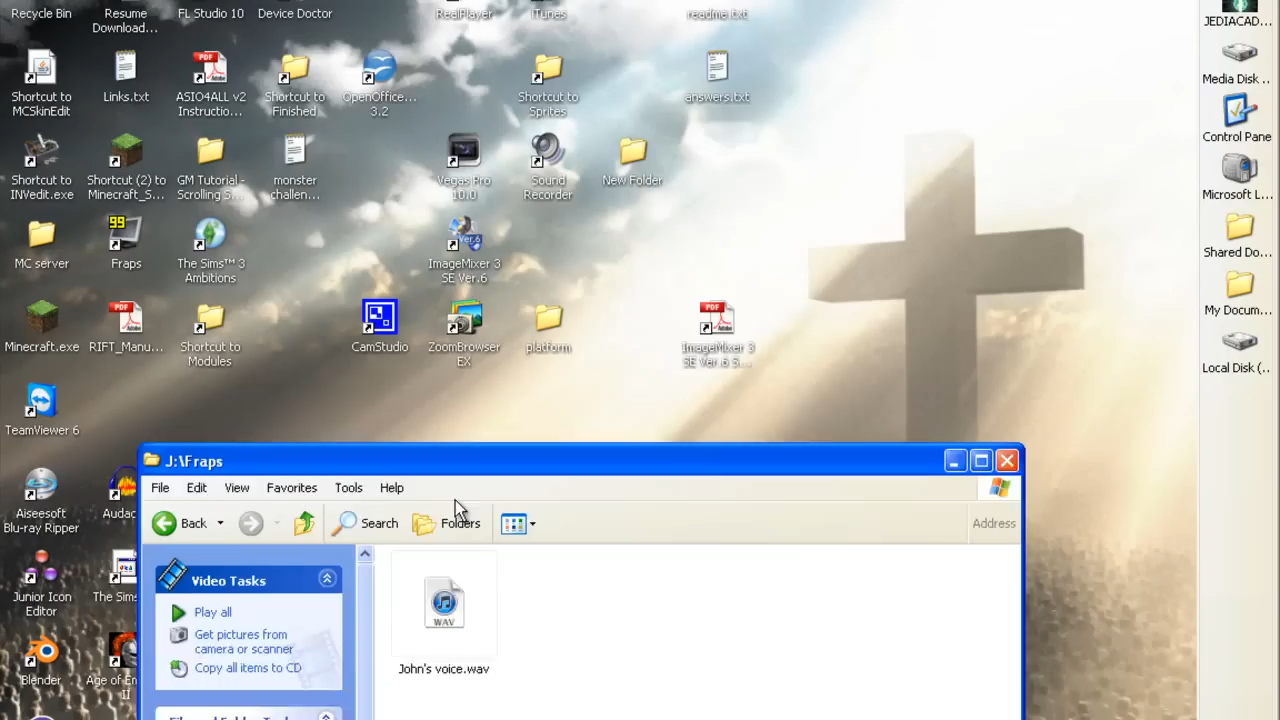 Recycle Bin
Resume
Download...
FL Studio 10
Device Doctor
RealPlayer
iTunes
readme.txt
JEDIACAD...
Shortcut to
MCSkinEdit
Links.txt
ASIO4ALL v2
Instructio...
Shortcut to
Finished
OpenOffice....
3.2
Shortcut to
Sprites
answers.txt
Media Disk ..
Control Pane
Shortcut to
INVedit.exe
Shortcut (2) to
Minecraft_S...
GM Tutorial -
Scrolling S...
monster
challen...
Vegas Pro
10.0
Sound
Recorder
New Folder
Microsoft L...
MC server
99
Fraps
The Sims™ 3
Ambitions
Ver.6
ImageMixer 3
SE Ver.6
Shared Do...
Minecraft.exe
PDF
RIFT_Manu...
Shortcut to
Modules
CamStudio
ZoomBrowser
EX
platform
PDF
ImageMixer 3
SE Ver.6 S...
My Docum...
Local Disk (..
TeamViewer 6
Aiseesoft
Blu-ray Ripper
Audac
Junior Icon
Editor
The Sims
Blender
Age of En
II
J:\Fraps
File Edit View Favorites Tools Help
Back Search Folders Address
Video Tasks
Play all
Get pictures from
camera or scanner
Copy all items to CD
WAV
John's voice.wav